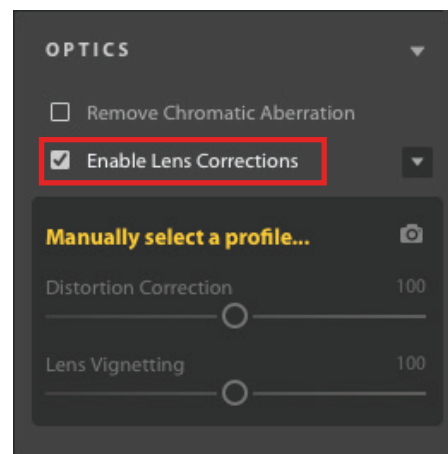 OPTICS
Remove Chromatic Aberration
Enable Lens Corrections
Manually select a profile...
Distortion Correction 100
Lens Vignetting 100